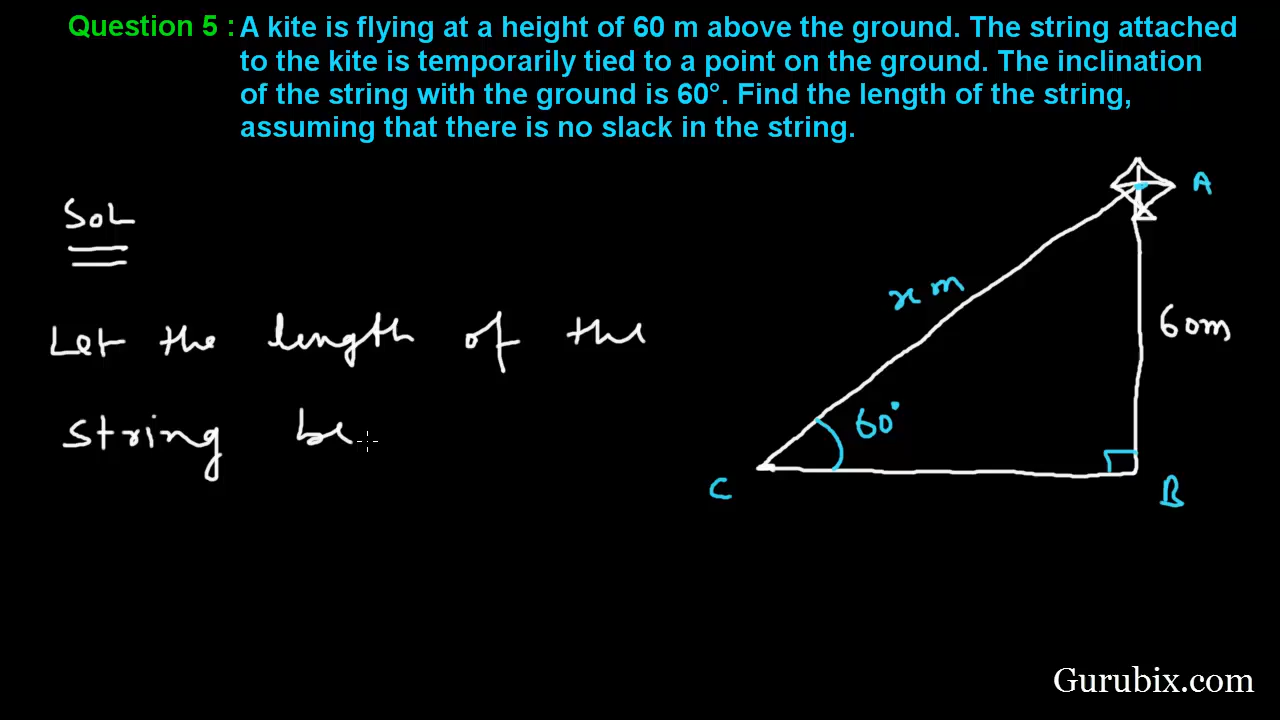 Question 5 : A kite is flying at a height of 60 m above the ground. The string attached
to the kite is temporarily tied to a point on the ground. The inclination
of the string with the ground is 60°. Find the length of the string,
assuming that there is no slack in the string.
Sol
A
x m
Let the length of the
60m
60°
string be
C
B
Gurubix.com